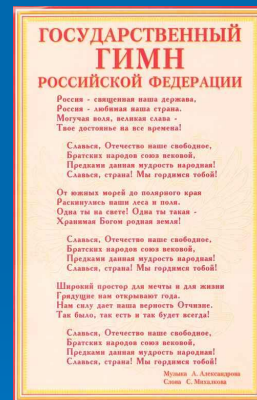 ГОСУДАРСТВЕННЫЙ
ГИМН
РОССИЙСКОЙ ФЕДЕРАЦИИ
Россия - священная наша держава,
Россия - любимая наша страна.
Могучая воля, великая слава -
Твое достоянье на все времена!
Славься, Отечество наше свободное,
Братских народов союз вековой,
Предками данная мудрость народная!
Славься, страна! Мы гордимся тобой!
От южных морей до полярного края
Раскинулись наши леса и поля.
Одна ты на свете! Одна ты такая -
Хранимая Богом родная земля!
Славься, Отечество наше свободное,
Братских народов союз вековой,
Предками данная мудрость народная!
Славься, страна! Мы гордимся тобой!
Широкий простор для мечты и для жизни
Грядущие нам открывают года.
Нам силу дает наша верность Отчизне.
Так было, так есть и так будет всегда!
Славься, Отечество наше свободное,
Братских народов союз вековой,
Предками данная мудрость народная!
Славься, страна! Мы гордимся тобой!
Музыка А. Александрова
Слова С. Михалкова